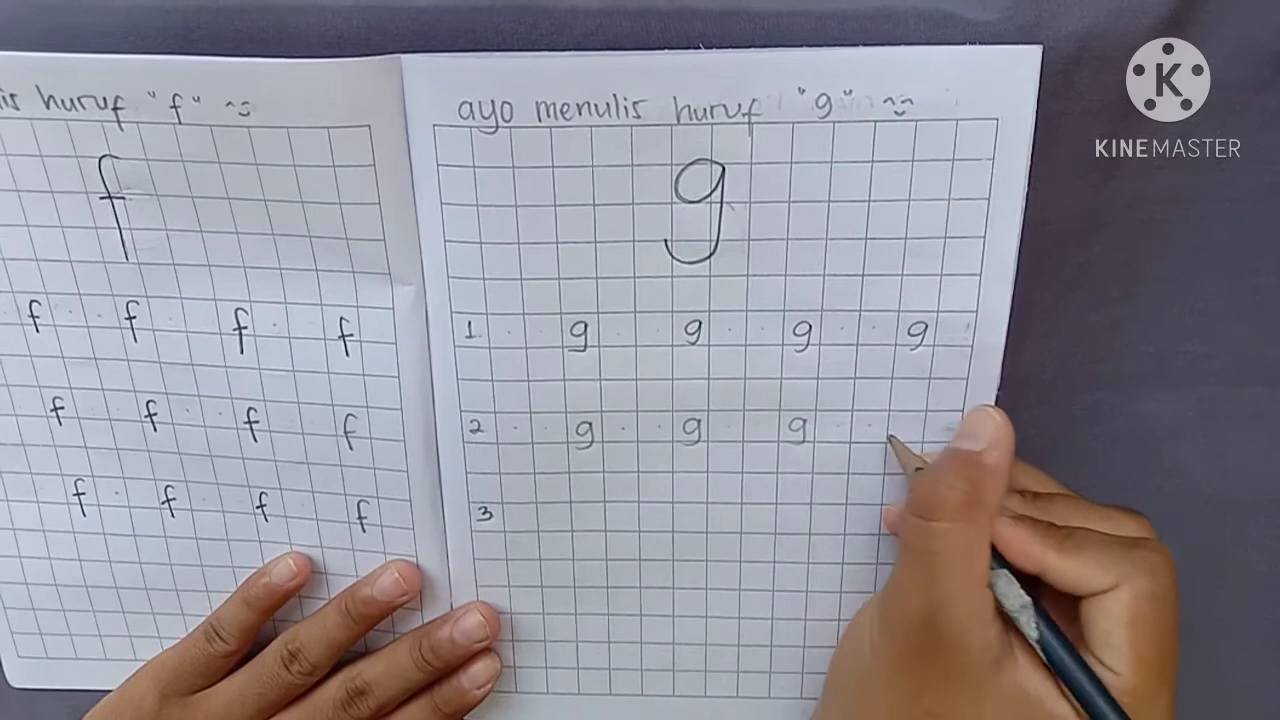 is huruf "f" ^⌣
f
f f f f
f f f f
f f f f
ayo menulis huruf "g" ^⌣
g
1 . g . g . . g . . g
2 . . g . . g . g . .
3
K
KINEMASTER